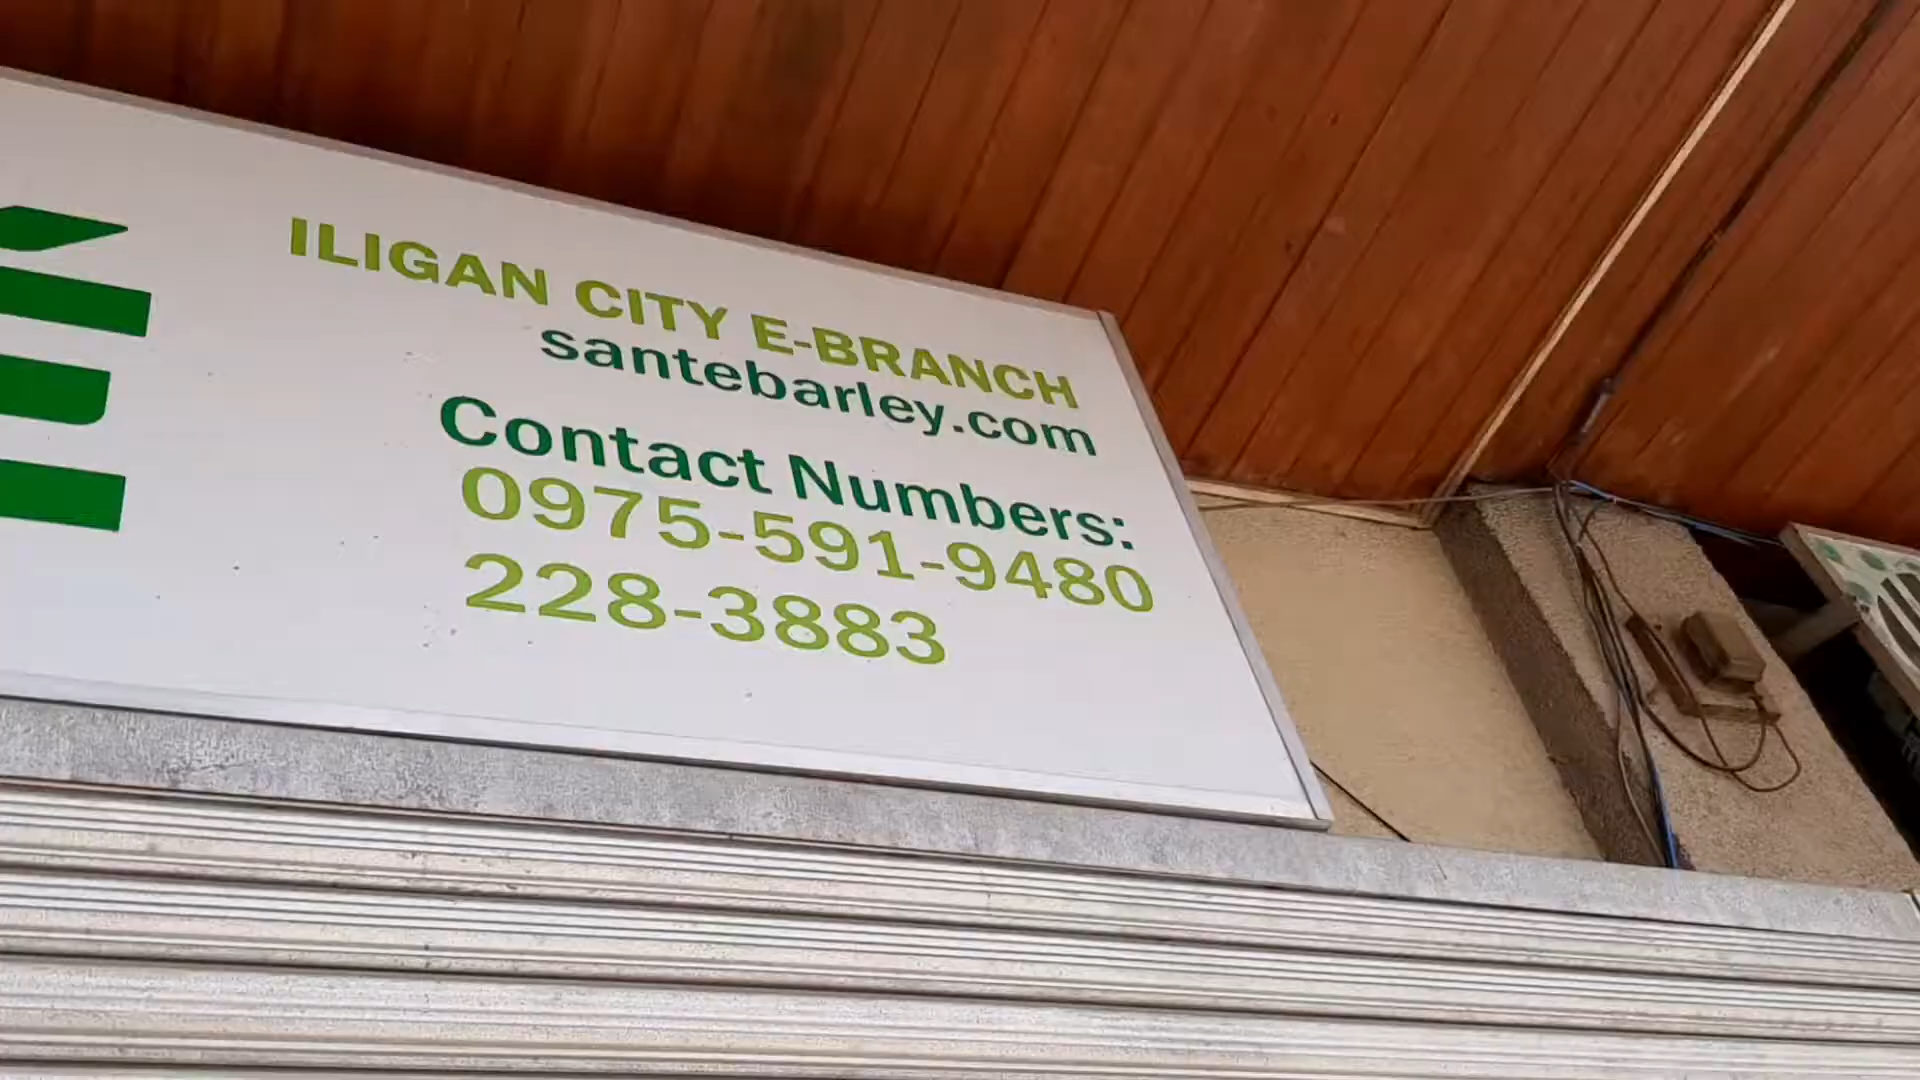 É
ILIGAN CITY E-BRANCH
santebarley.com
Contact Numbers:
0975-591-9480
228-3883